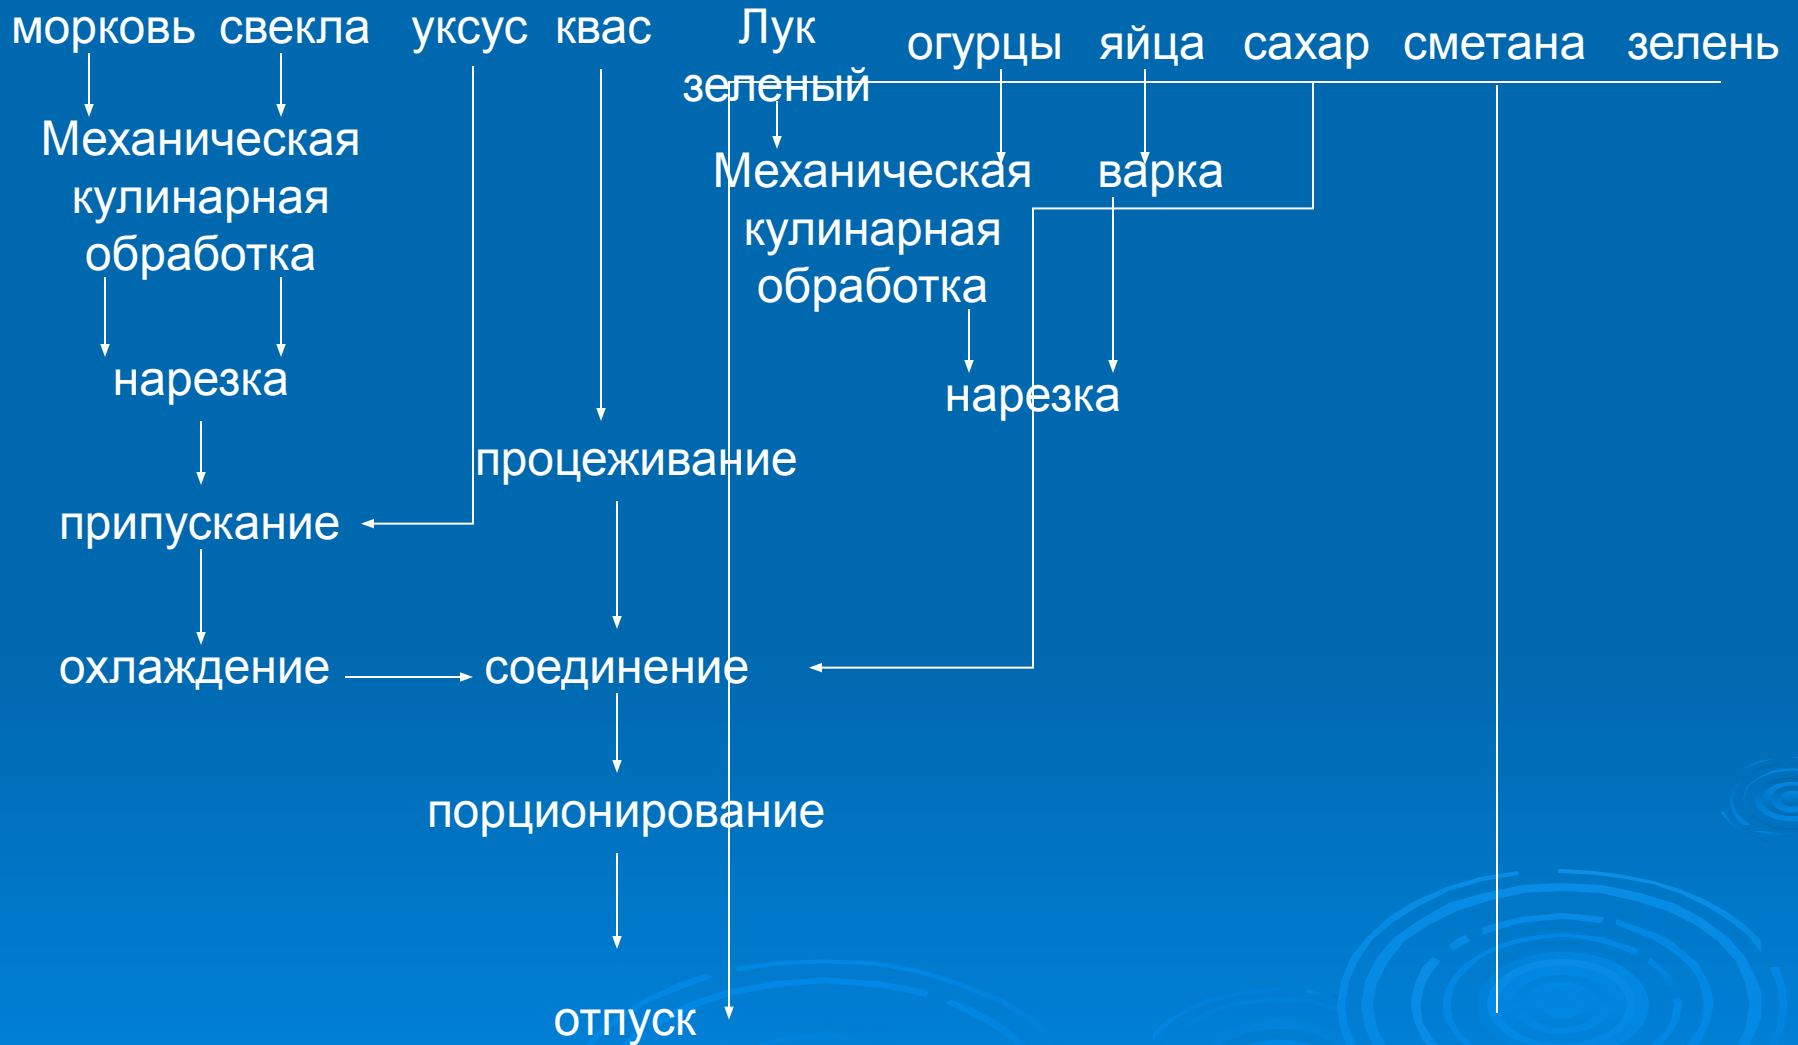 морковь свекла уксус квас Лук зеленый огурцы яйца сахар сметана зелень
Механическая
кулинарная
обработка
Механическая
кулинарная
обработка
варка
нарезка
нарезка
процеживание
припускание
охлаждение
соединение
порционирование
отпуск